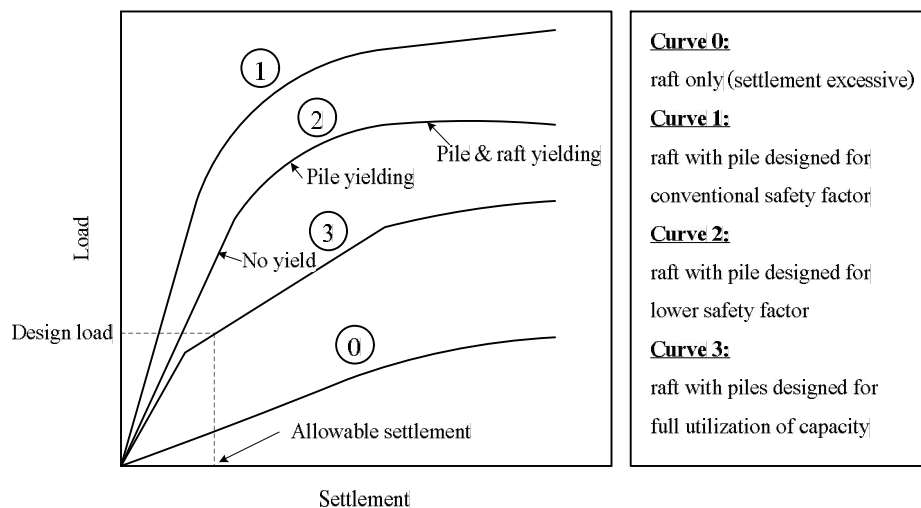 1
2
Pile & raft yielding
Pile yielding
3
No yield
Load
Design load
0
Allowable settlement
Settlement
Curve 0:
raft only (settlement excessive)
Curve 1:
raft with pile designed for
conventional safety factor
Curve 2:
raft with pile designed for
lower safety factor
Curve 3:
raft with piles designed for
full utilization of capacity